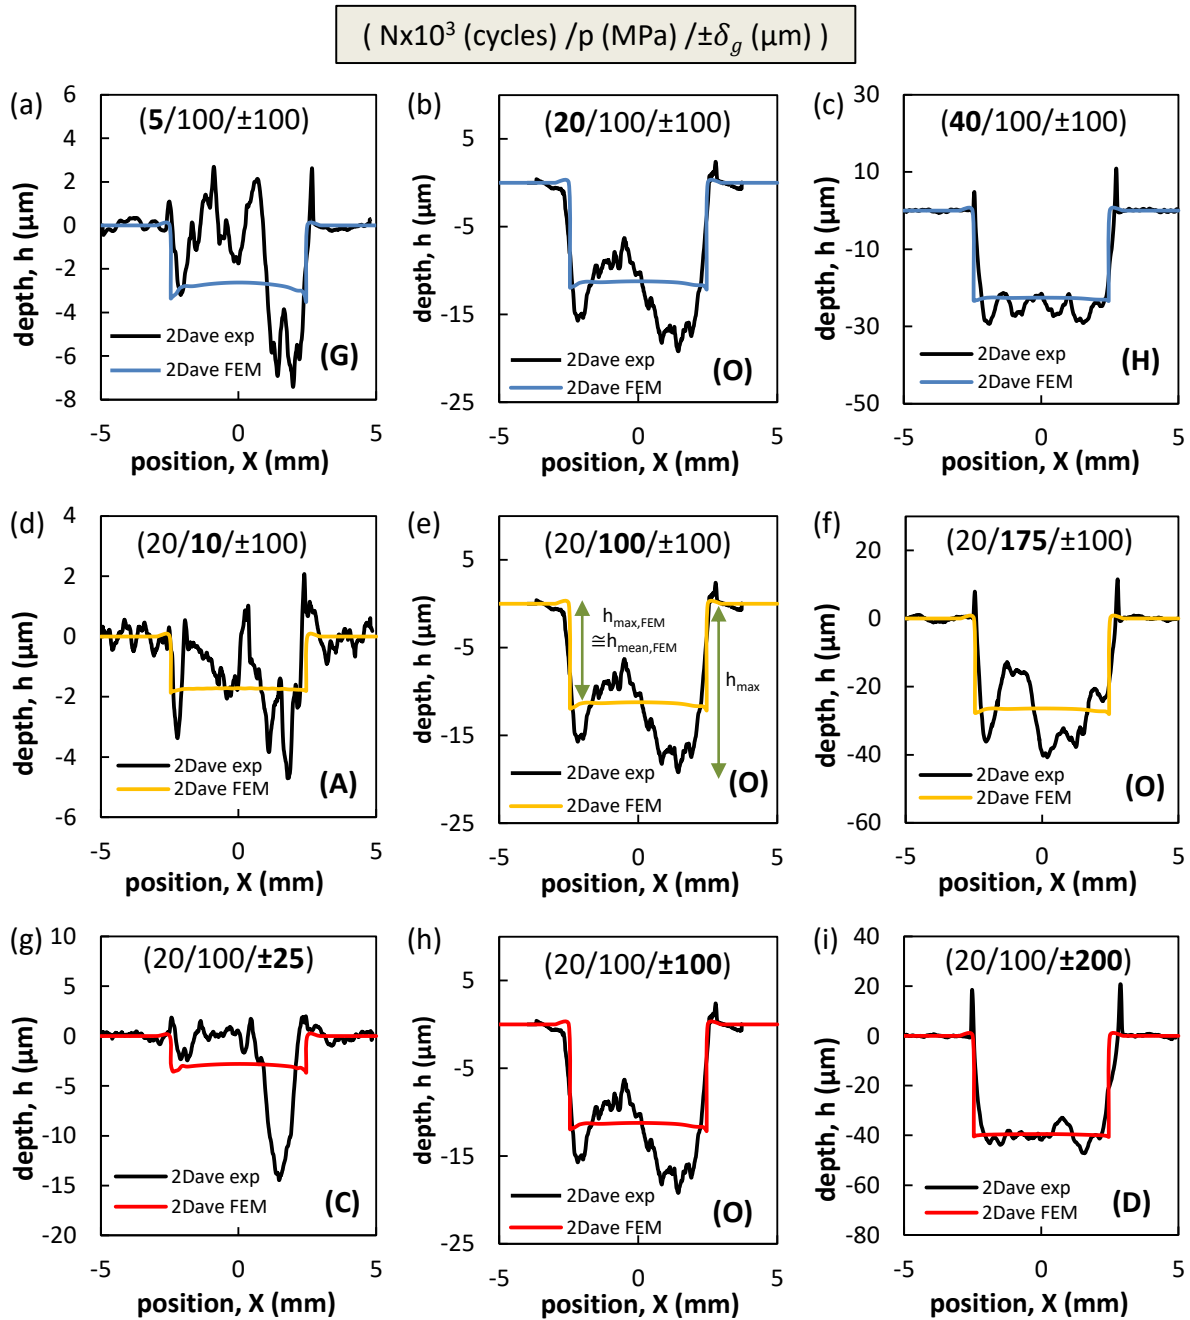 ( Nx10³ (cycles) /p (MPa) /±δg (µm) )
(a)
(5/100/±100)
6
4
2
0
-2
-4
-6
-8
depth, h (µm)
2Dave exp
2Dave FEM
(G)
-5
0
5
position, X (mm)
(b)
(20/100/±100)
5
-5
-15
-25
depth, h (µm)
2Dave exp
2Dave FEM
(O)
-5
0
5
position, X (mm)
(c)
(40/100/±100)
30
10
-10
-30
-50
depth, h (µm)
2Dave exp
2Dave FEM
(H)
-5
0
5
position, X (mm)
(d)
(20/10/±100)
4
2
0
-2
-4
-6
depth, h (µm)
2Dave exp
2Dave FEM
(A)
-5
0
5
position, X (mm)
(e)
(20/100/±100)
5
-5
-15
-25
depth, h (µm)
hmax,FEM
≅hmean,FEM
hmax
2Dave exp
2Dave FEM
(O)
-5
0
5
position, X (mm)
(f)
(20/175/±100)
20
0
-20
-40
-60
depth, h (µm)
2Dave exp
2Dave FEM
(O)
-5
0
5
position, X (mm)
(g)
(20/100/±25)
10
5
0
-5
-10
-15
-20
depth, h (µm)
2Dave exp
2Dave FEM
(C)
-5
0
5
position, X (mm)
(h)
(20/100/±100)
5
-5
-15
-25
depth, h (µm)
2Dave exp
2Dave FEM
(O)
-5
0
5
position, X (mm)
(i)
(20/100/±200)
40
20
0
-20
-40
-60
-80
depth, h (µm)
2Dave exp
2Dave FEM
(D)
-5
0
5
position, X (mm)